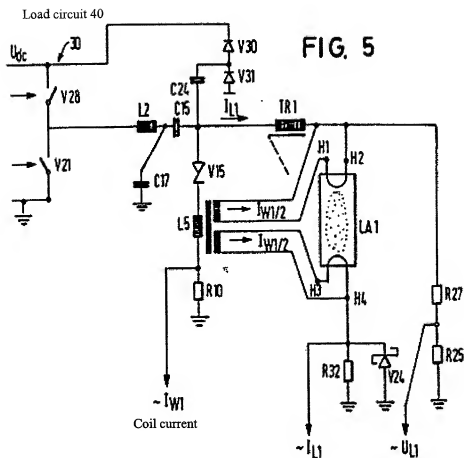 Load circuit 40
Udc
30
V30
FIG. 5
V31
C24
V28
L2
C15
IL1
TR1
H1
H2
V15
V21
C17
IW1/2
L5
LA1
IW1/2
H3
H4
R27
R10
R25
R32
V24
~ IW1
Coil current
~ IL1
~ UL1